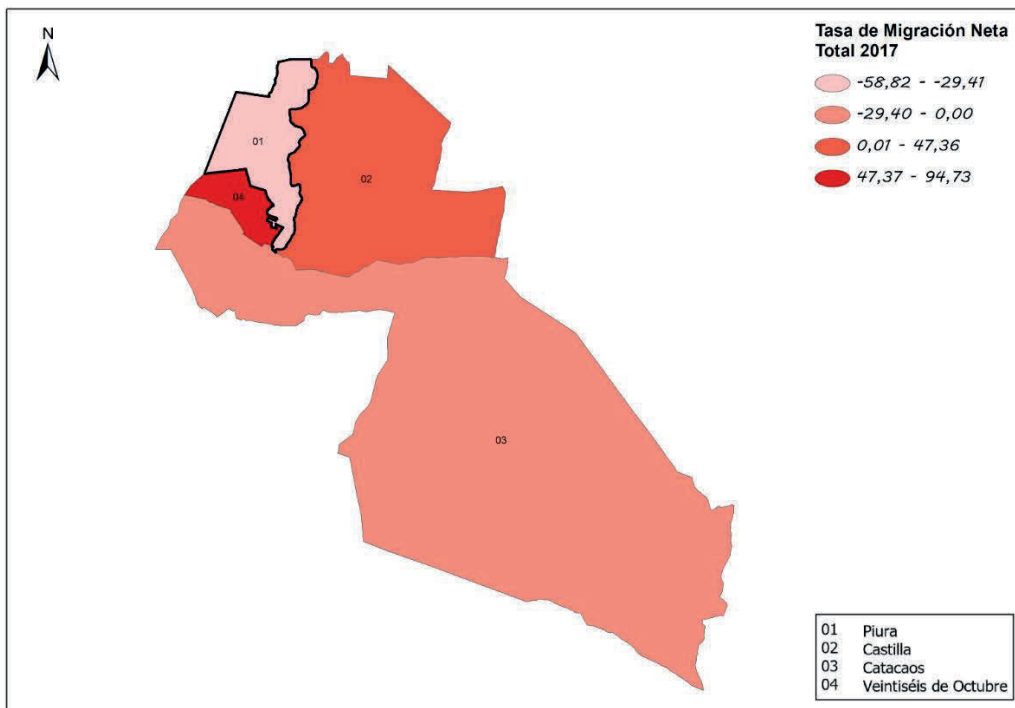 N
Tasa de Migración Neta
Total 2017
-58,82 - -29,41
-29,40 - 0,00
0,01 - 47,36
47,37 - 94,73
01
02
04
03
01 Piura
02 Castilla
03 Catacaos
04 Veintiséis de Octubre